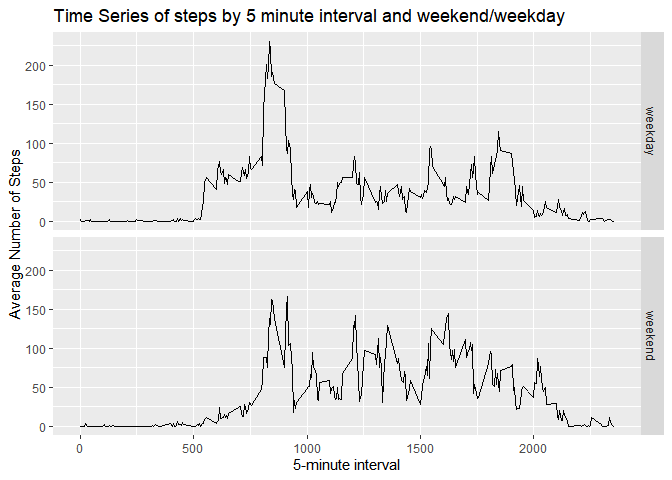 Time Series of steps by 5 minute interval and weekend/weekday
Average Number of Steps
200
150
100
50
0
weekday
200
150
100
50
0
weekend
0 500 1000 1500 2000
5-minute interval